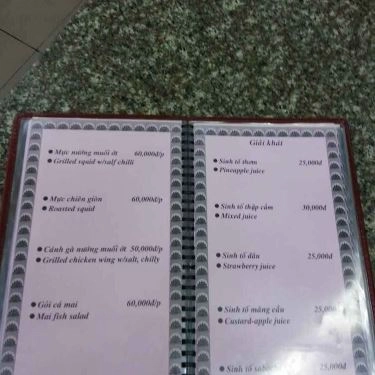 Mực nướng muối ớt 60,000đ/p
Grilled squid w/salf chilli
Mực chiên giòn 60,000đ/p
Roasted squid
Cánh gà nướng muối ớt 50,000đ/p
Grilled chicken wing w/salt, chilly
Gỏi cá mai 60,000đ/p
Mai fish salad
Giải khát
Sinh tố thơm 25,000đ
Pineapple juice
Sinh tố thập cẩm 30,000đ
Mixed juice
Sinh tố dâu 25,000đ
Strawberry juice
Sinh tố mãng cầu 25,000đ
Custard-apple juice
Sinh tố 25,000đ